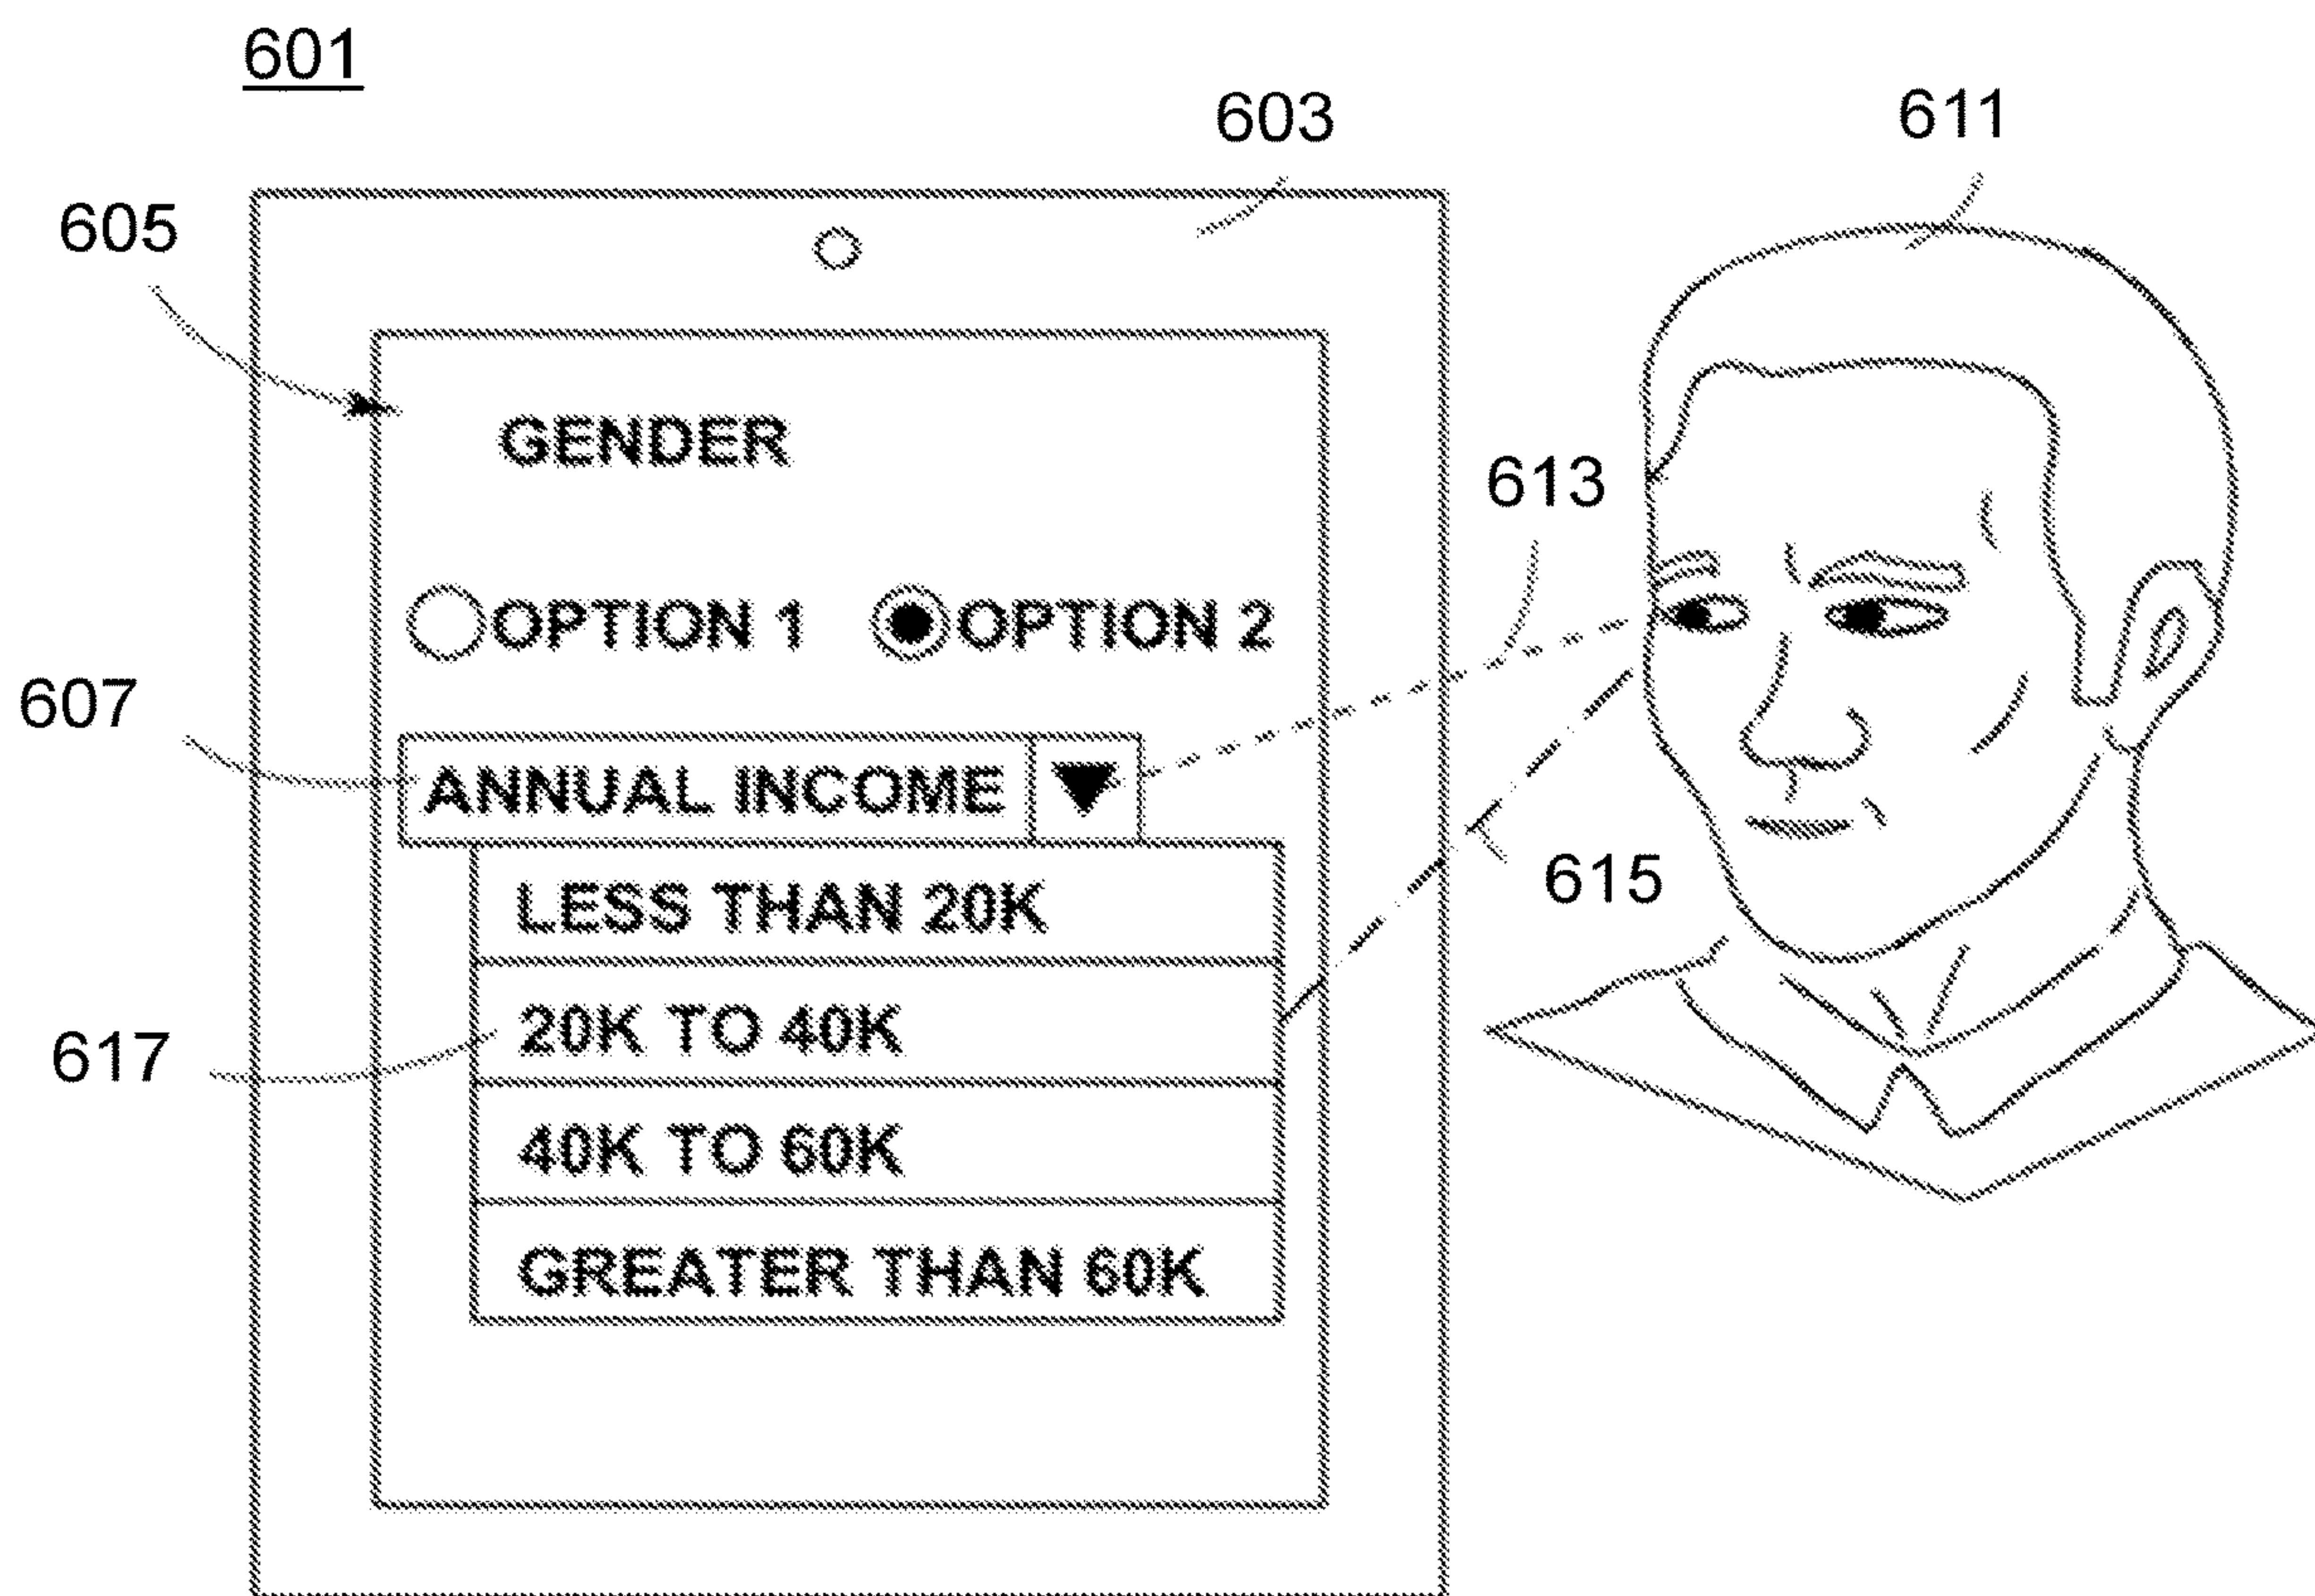 601
603
611
605
GENDER
613
OPTION 1 OPTION 2
607
ANNUAL INCOME
615
LESS THAN 20K
617
20K TO 40K
40K TO 60K
GREATER THAN 60K